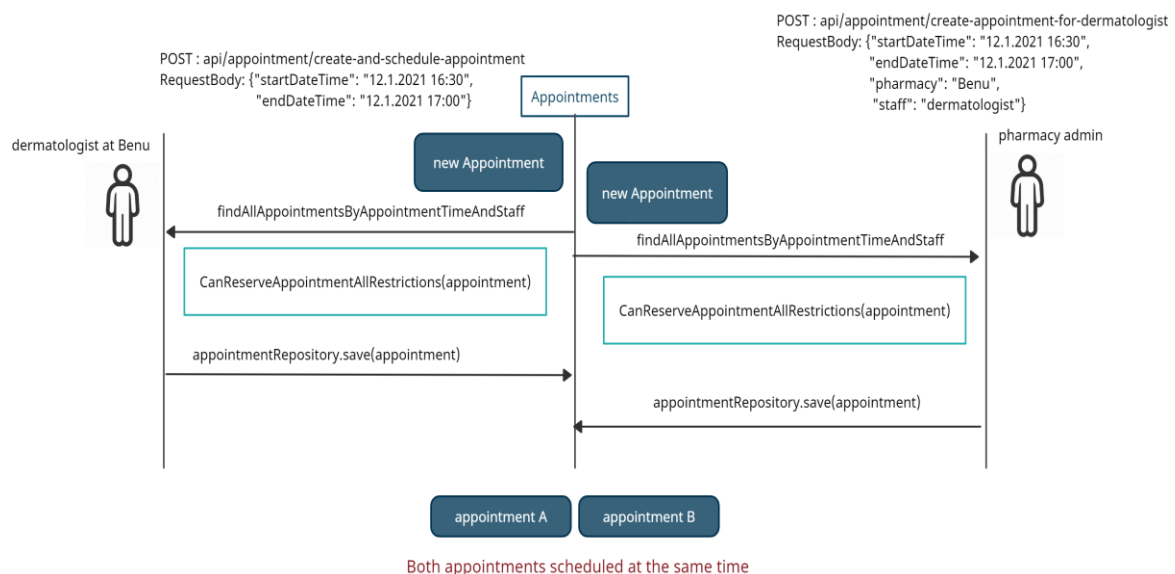 POST : api/appointment/create-appointment-for-dermatologist
RequestBody: {"startDateTime": "12.1.2021 16:30",
"endDateTime": "12.1.2021 17:00",
"pharmacy": "Benu",
"staff": "dermatologist"}
POST : api/appointment/create-and-schedule-appointment
RequestBody: {"startDateTime": "12.1.2021 16:30",
"endDateTime": "12.1.2021 17:00"}
Appointments
dermatologist at Benu
pharmacy admin
new Appointment
new Appointment
findAllAppointmentsByAppointmentTimeAndStaff
findAllAppointmentsByAppointmentTimeAndStaff
CanReserveAppointmentAllRestrictions(appointment)
CanReserveAppointmentAllRestrictions(appointment)
appointmentRepository.save(appointment)
appointmentRepository.save(appointment)
appointment A
appointment B
Both appointments scheduled at the same time